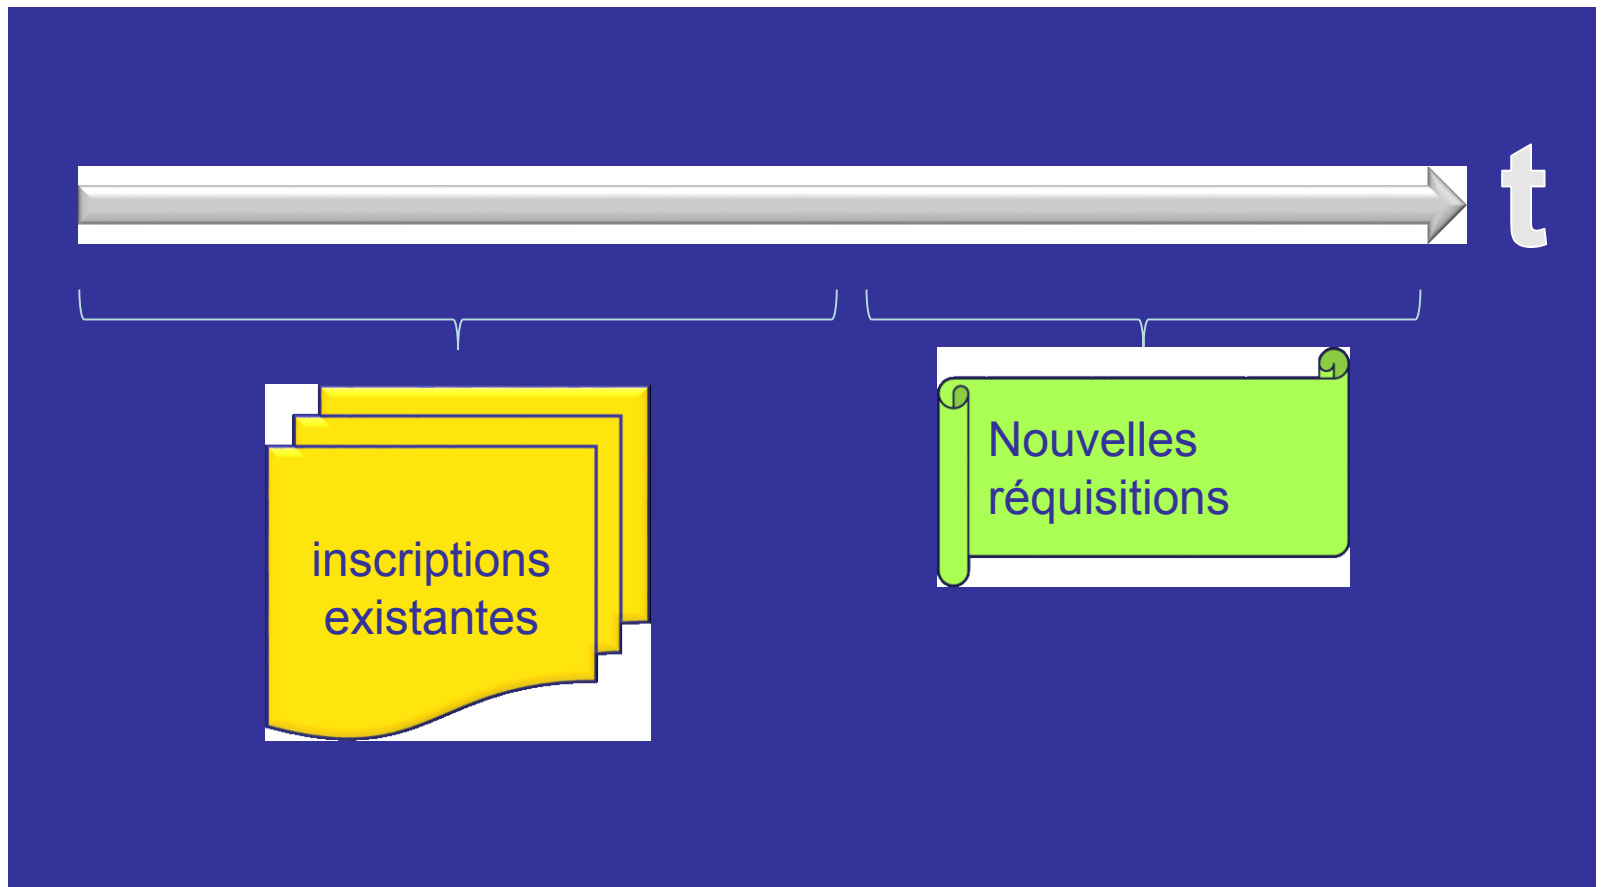 t
inscriptions
existantes
Nouvelles
réquisitions